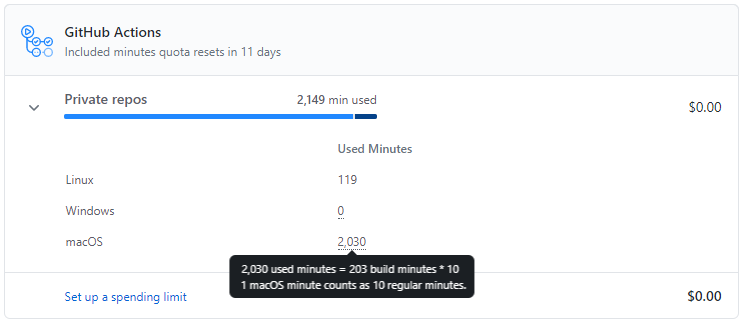 GitHub Actions
Included minutes quota resets in 11 days
Private repos 2,149 min used $0.00
Used Minutes
Linux 119
Windows 0
macOS 2,030
2,030 used minutes = 203 build minutes * 10
1 macOS minute counts as 10 regular minutes.
Set up a spending limit $0.00